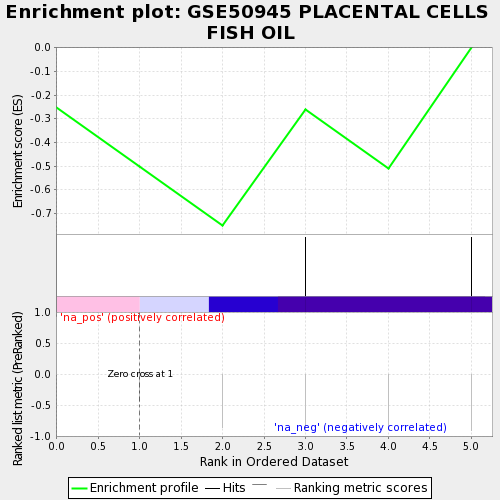 Enrichment plot: GSE50945 PLACENTAL CELLS
FISH OIL
Enrichment score (ES)
0.0
-0.1
-0.2
-0.3
-0.4
-0.5
-0.6
-0.7
Ranked list metric (PreRanked)
1.0
0.5
0.0
-0.5
-1.0
'na_pos' (positively correlated)
Zero cross at 1
'na_neg' (negatively correlated)
0.0 0.5 1.0 1.5 2.0 2.5 3.0 3.5 4.0 4.5 5.0
Rank in Ordered Dataset
Enrichment profile Hits Ranking metric scores